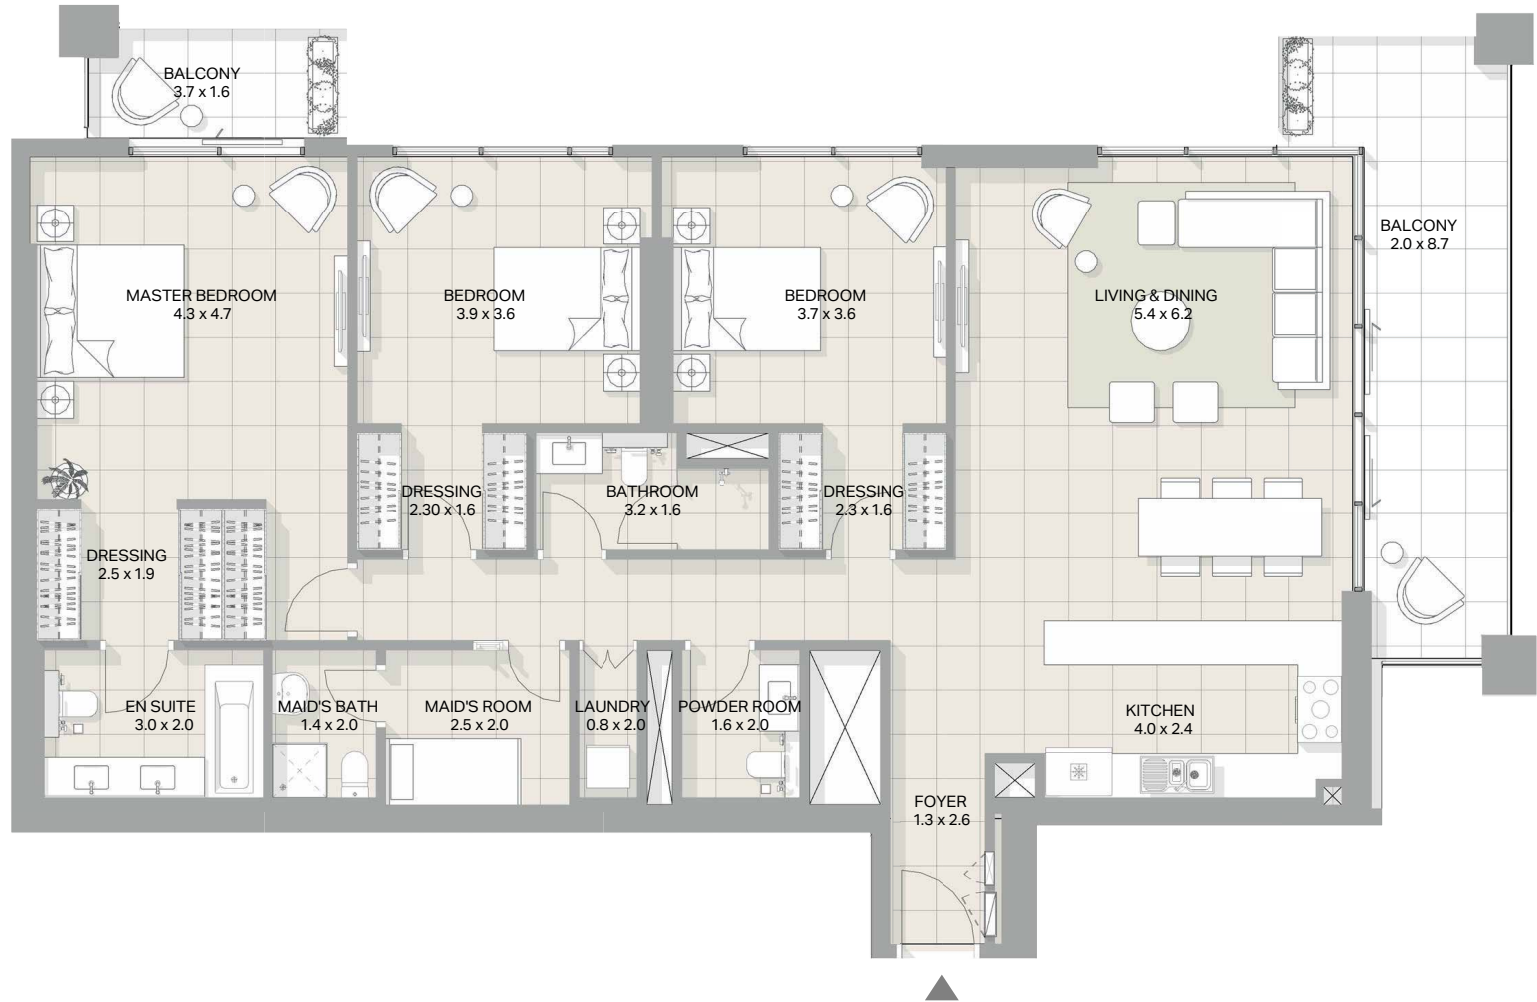 BALCONY
3.7 x 1.6
BALCONY
2.0 x 8.7
MASTER BEDROOM
4.3 x 4.7
BEDROOM
3.9 x 3.6
BEDROOM
3.7 x 3.6
LIVING & DINING
5.4 x 6.2
DRESSING
2.30 x 1.6
BATHROOM
3.2 x 1.6
DRESSING
2.3 x 1.6
DRESSING
2.5 x 1.9
EN SUITE
3.0 x 2.0
MAID'S BATH
1.4 x 2.0
MAID'S ROOM
2.5 x 2.0
LAUNDRY
0.8 x 2.0
POWDER ROOM
1.6 x 2.0
KITCHEN
4.0 x 2.4
FOYER
1.3 x 2.6